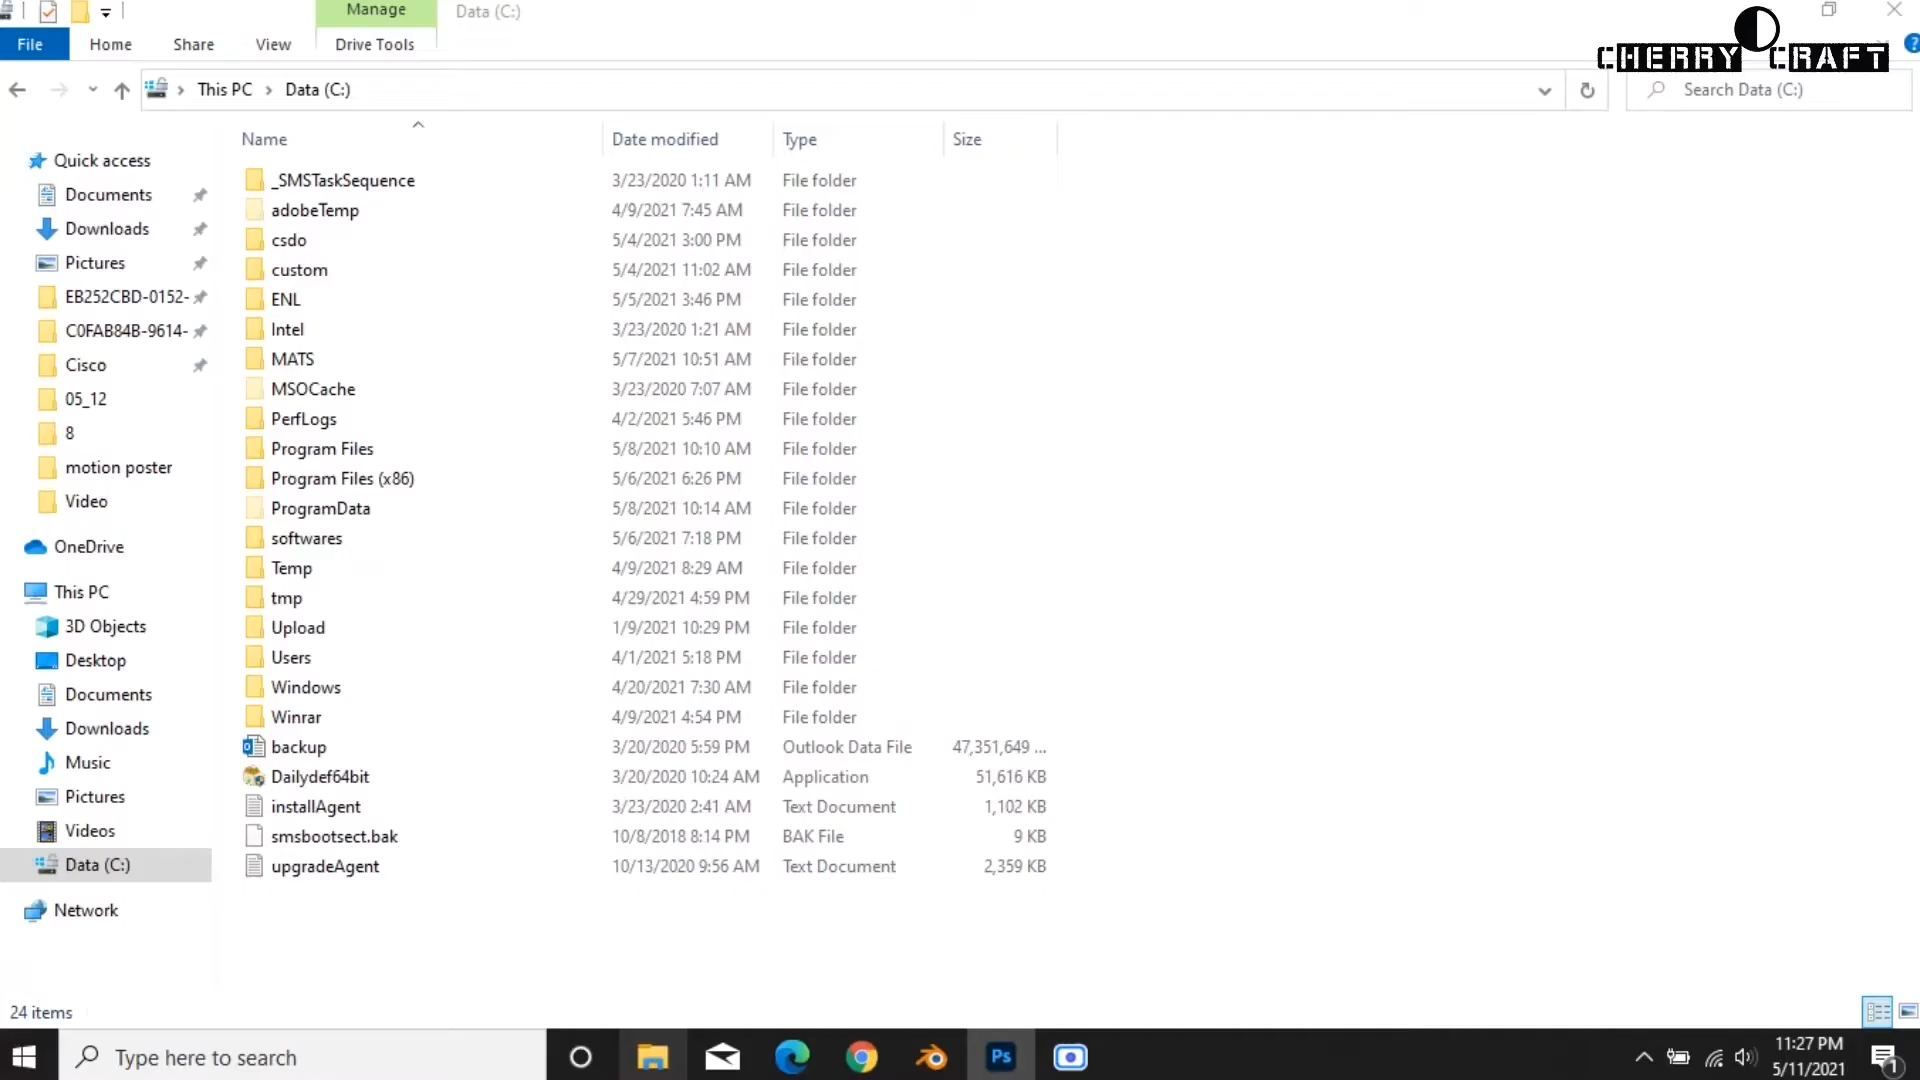 Manage
Data (C:)
File Home Share View Drive Tools
CHERRY CRAFT
This PC > Data (C:)
Search Data (C:)
Name Date modified Type Size
Quick access
Documents
Downloads
Pictures
EB252CBD-0152-
C0FAB84B-9614-
Cisco
05_12
8
motion poster
Video
OneDrive
This PC
3D Objects
Desktop
Documents
Downloads
Music
Pictures
Videos
Data (C:)
Network
_SMSTaskSequence 3/23/2020 1:11 AM File folder
adobeTemp 4/9/2021 7:45 AM File folder
csdo 5/4/2021 3:00 PM File folder
custom 5/4/2021 11:02 AM File folder
ENL 5/5/2021 3:46 PM File folder
Intel 3/23/2020 1:21 AM File folder
MATS 5/7/2021 10:51 AM File folder
MSOCache 3/23/2020 7:07 AM File folder
PerfLogs 4/2/2021 5:46 PM File folder
Program Files 5/8/2021 10:10 AM File folder
Program Files (x86) 5/6/2021 6:26 PM File folder
ProgramData 5/8/2021 10:14 AM File folder
softwares 5/6/2021 7:18 PM File folder
Temp 4/9/2021 8:29 AM File folder
tmp 4/29/2021 4:59 PM File folder
Upload 1/9/2021 10:29 PM File folder
Users 4/1/2021 5:18 PM File folder
Windows 4/20/2021 7:30 AM File folder
Winrar 4/9/2021 4:54 PM File folder
backup 3/20/2020 5:59 PM Outlook Data File 47,351,649 ...
Dailydef64bit 3/20/2020 10:24 AM Application 51,616 KB
installAgent 3/23/2020 2:41 AM Text Document 1,102 KB
smsbootsect.bak 10/8/2018 8:14 PM BAK File 9 KB
upgradeAgent 10/13/2020 9:56 AM Text Document 2,359 KB
24 items
Type here to search
Ps
11:27 PM
5/11/2021
1